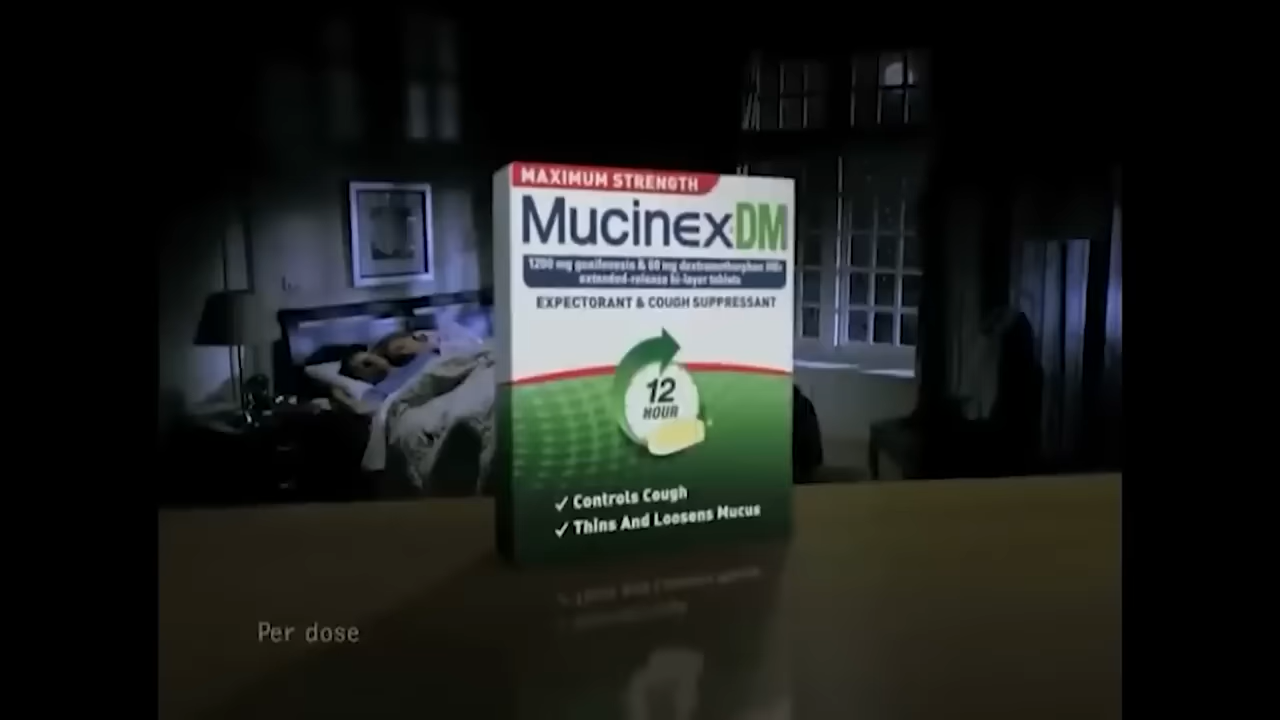 MAXIMUM STRENGTH
MucinexDM
1200 mg guaifenesin & 60 mg dextromethorphan HBr
extended-release bi-layer tablets
EXPECTORANT & COUGH SUPPRESSANT
12
HOUR
✓ Controls Cough
✓ Thins And Loosens Mucus
Per dose